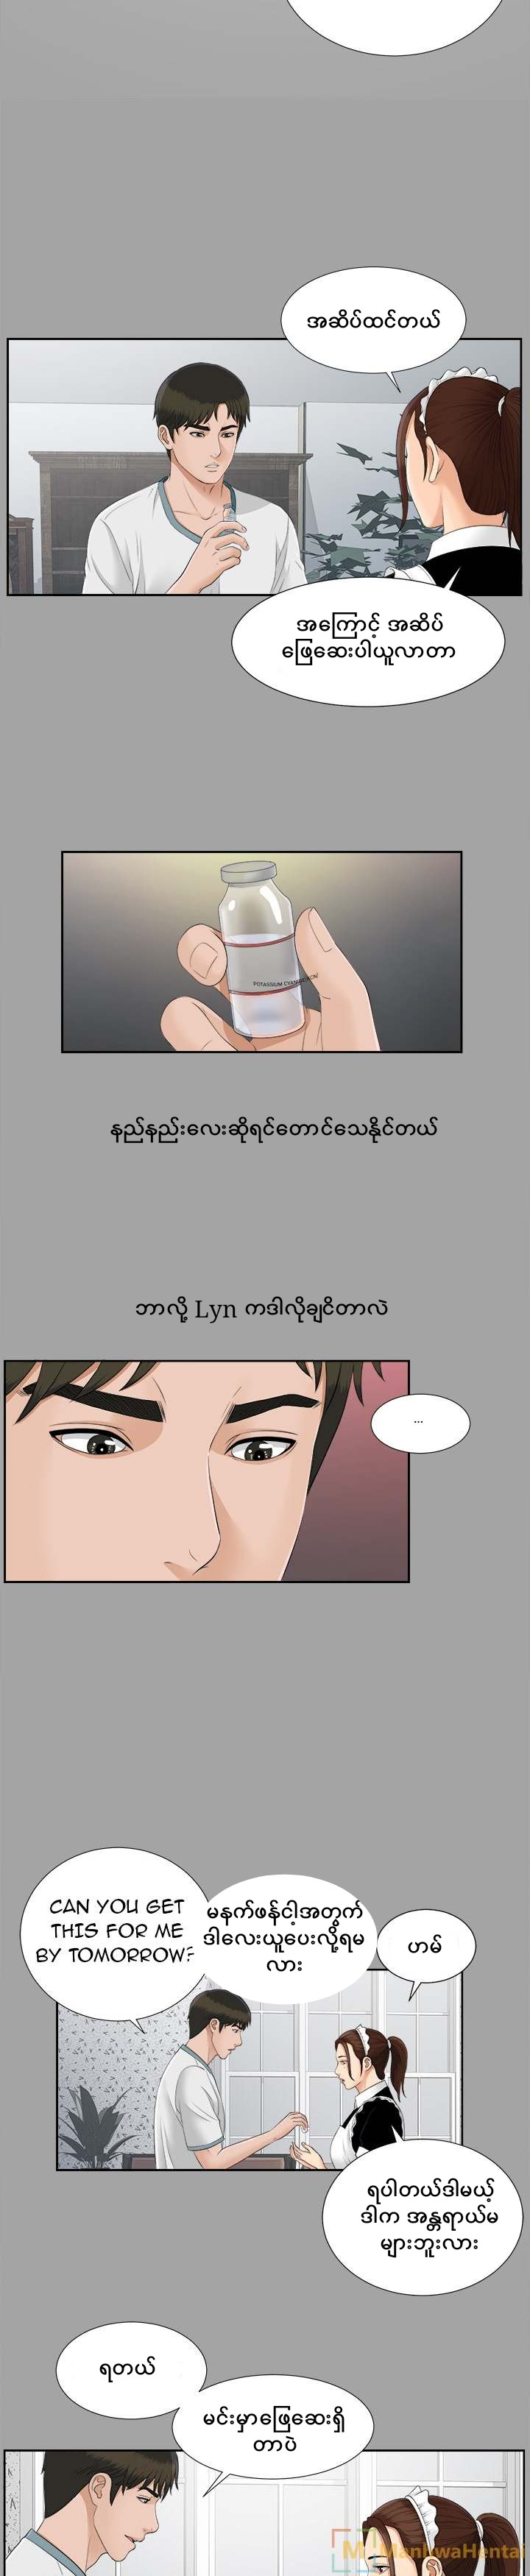 အဆိပ်ထင်တယ်
အကြောင့် အဆိပ်
ဖြေဆေးပါယူလာတာ
POTASSIUM
နည်နည်းလေးဆိုရင်တောင်သေနိုင်တယ်
ဘာလို့ Lyn ကဒါလိုချငိတာလဲ
...
CAN YOU GET
THIS FOR ME
BY TOMORROW?
မနက်ဖန်ငါ့အတွက်
ဒါလေးယူပေးလို့ရမ
လား
ဟမ်
ရပါတယ်ဒါမယ့်
ဒါက အန္တရာယ်မ
များဘူးလား
ရတယ်
မင်းမှာဖြေဆေးရှိ
တာပဲ
ManhwaHentai